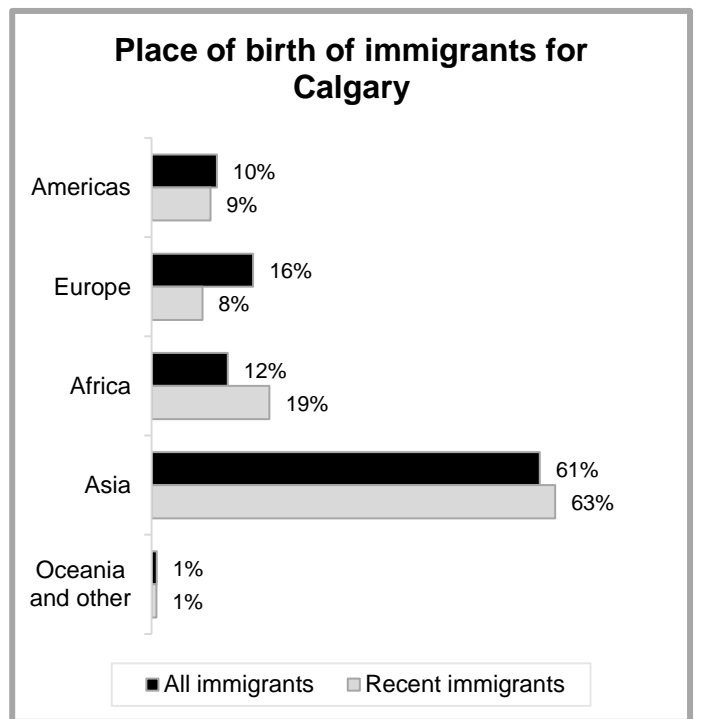 Place of birth of immigrants for
Calgary
Americas
10%
9%
Europe
16%
8%
Africa
12%
19%
Asia
61%
63%
Oceania
and other
1%
1%
All immigrants
Recent immigrants